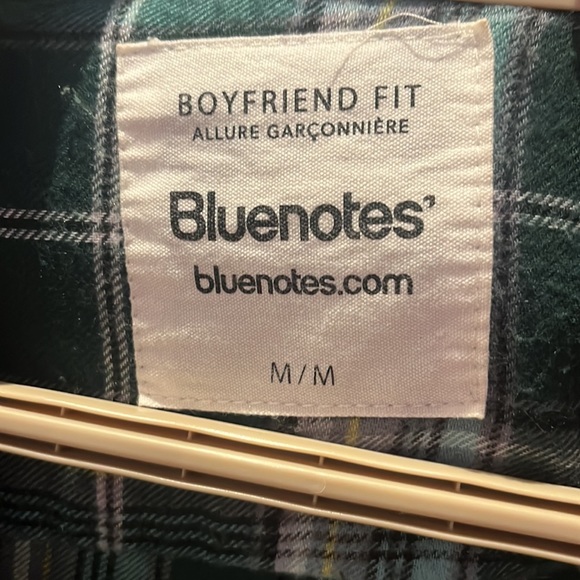 BOYFRIEND FIT
ALLURE GARÇONNIÈRE
Bluenotes’
bluenotes.com
M/M